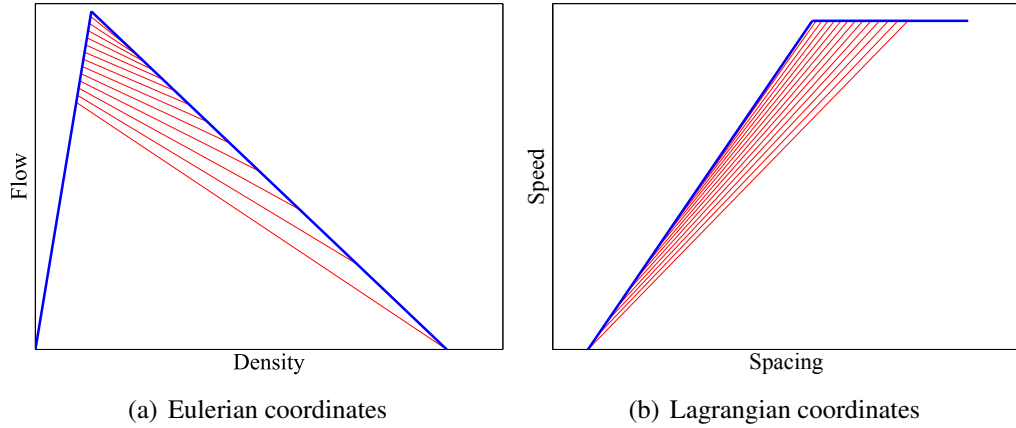 Flow
Density
(a) Eulerian coordinates
Speed
Spacing
(b) Lagrangian coordinates